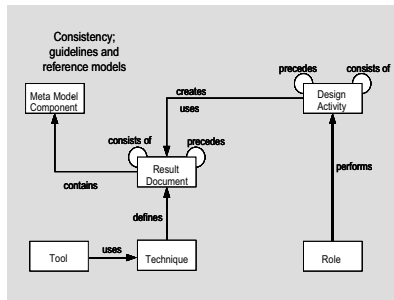 Consistency;
guidelines and
reference models
precedes
consists of
Meta Model
Component
creates
uses
Design
Activity
consists of
precedes
Result
Document
contains
performs
defines
Tool
uses
Technique
Role